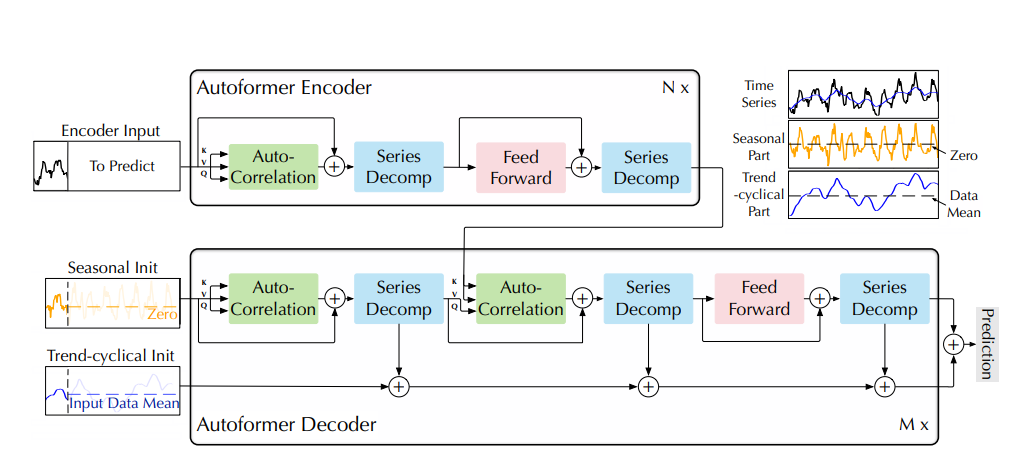 Autoformer Encoder
N x
Time
Series
Encoder Input
To Predict
K
V
Q
Auto-
Correlation
+
Series
Decomp
Feed
Forward
+
Series
Decomp
Seasonal
Part
Zero
Trend
-cyclical
Part
Data
Mean
Seasonal Init
Zero
K
V
Q
Auto-
Correlation
+
Series
Decomp
K
V
Q
Auto-
Correlation
+
Series
Decomp
Feed
Forward
+
Series
Decomp
+
Prediction
Trend-cyclical Init
Input Data Mean
+
+
+
Autoformer Decoder
M x